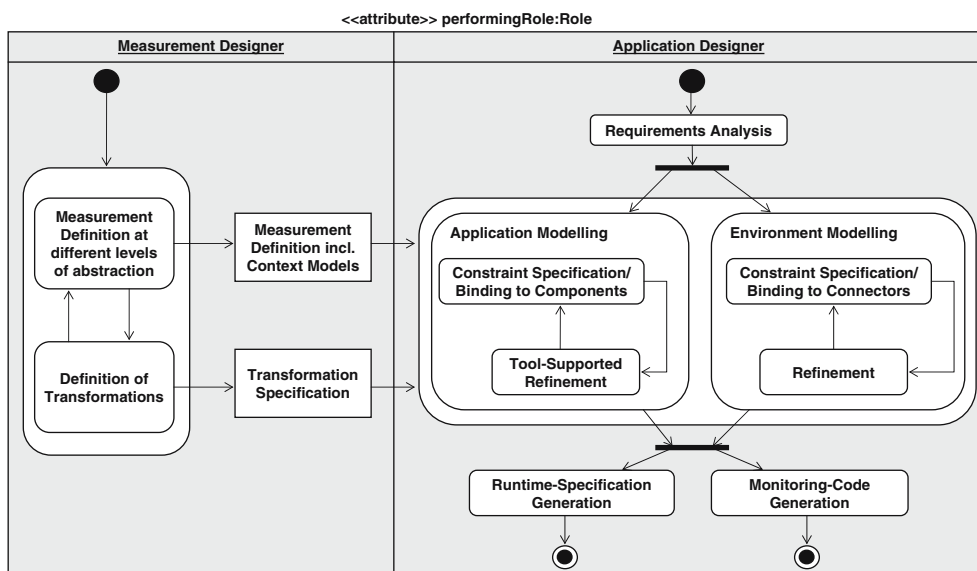 <<attribute>> performingRole:Role
Measurement Designer
Application Designer
Requirements Analysis
Measurement
Definition at
different levels
of abstraction
Measurement
Definition incl.
Context Models
Application Modelling
Environment Modelling
Constraint Specification/
Binding to Components
Constraint Specification/
Binding to Connectors
Definition of
Transformations
Transformation
Specification
Tool-Supported
Refinement
Refinement
Runtime-Specification
Generation
Monitoring-Code
Generation